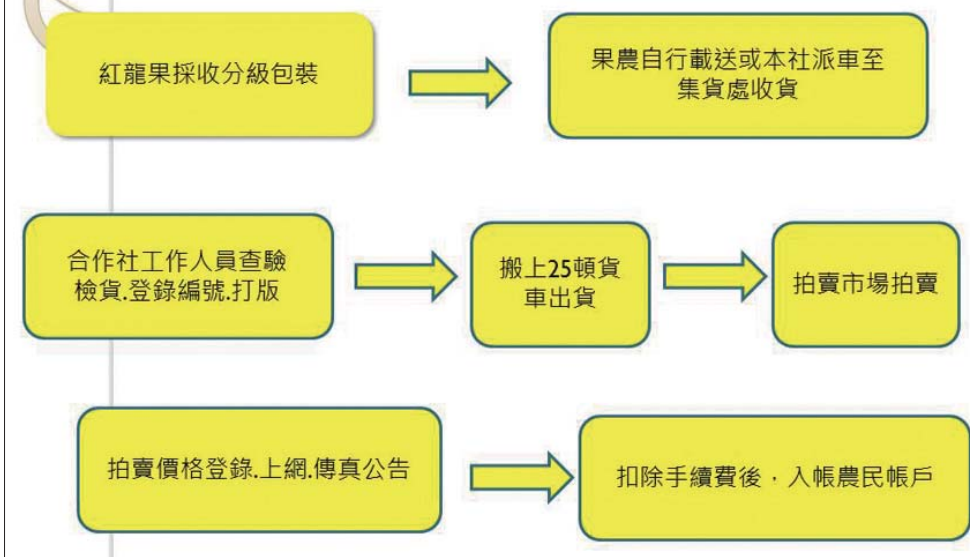 紅龍果採收分級包裝
果農自行載送或本社派車至
集貨處收貨
合作社工作人員查驗
檢貨.登錄編號.打版
搬上25頓貨
車出貨
拍賣市場拍賣
拍賣價格登錄.上網.傳真公告
扣除手續費後，入帳農民帳戶